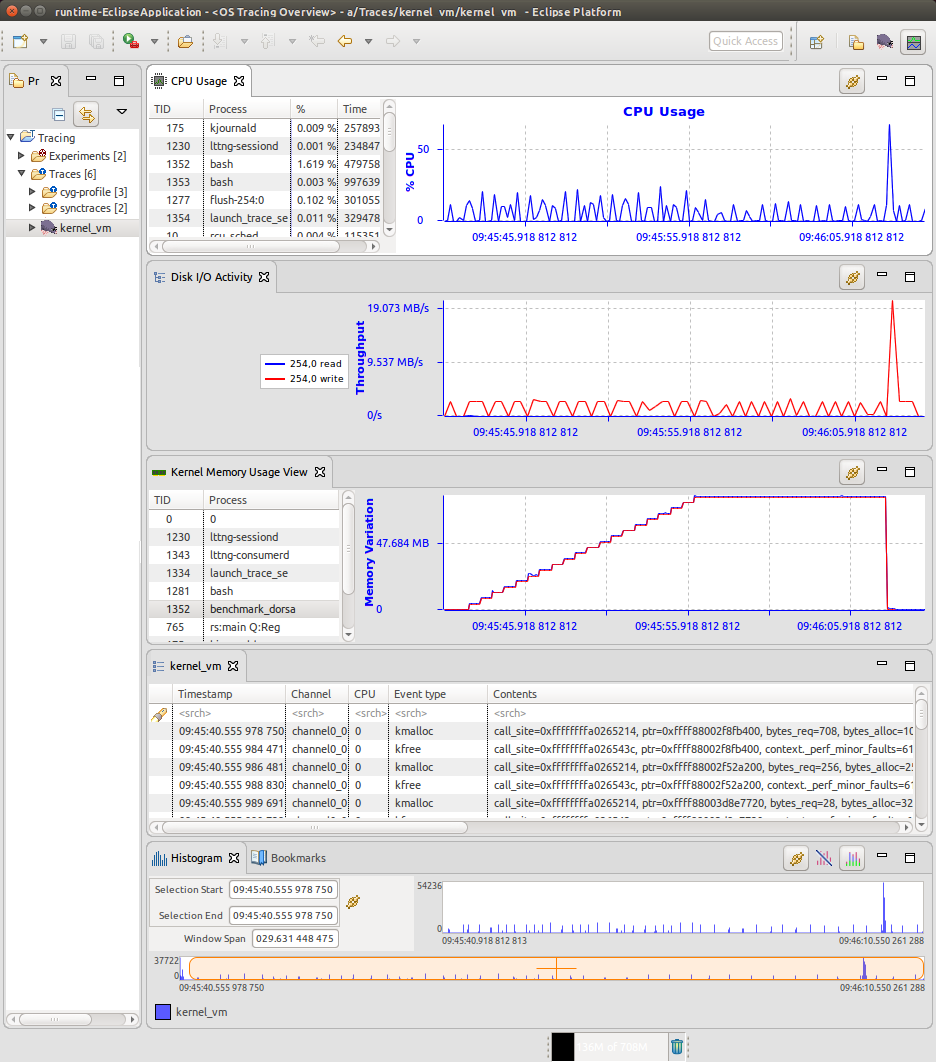 runtime-EclipseApplication - <OS Tracing Overview> - a/Traces/kernel_vm/kernel_vm - Eclipse Platform
Quick Access
Pr
Tracing
Experiments [2]
Traces [6]
cyg-profile [3]
synctraces [2]
kernel_vm
CPU Usage
TID Process % Time
175 kjournald 0.009 % 257893
1230 lttng-sessiond 0.001 % 234847
1352 bash 1.619 % 479758
1353 bash 0.003 % 997639
1277 flush-254:0 0.102 % 301055
1354 launch_trace_se 0.011 % 329478
10 rcu_sched 0.004 % 115351
CPU Usage
% CPU
50
0
09:45:45.918 812 812 09:45:55.918 812 812 09:46:05.918 812 812
Disk I/O Activity
254,0 read
254,0 write
Throughput
19.073 MB/s
9.537 MB/s
0/s
09:45:45.918 812 812 09:45:55.918 812 812 09:46:05.918 812 812
Kernel Memory Usage View
TID Process
0 0
1230 lttng-sessiond
1343 lttng-consumerd
1334 launch_trace_se
1281 bash
1352 benchmark_dorsa
765 rs:main Q:Reg
Memory Variation
47.684 MB
0
09:45:45.918 812 812 09:45:55.918 812 812 09:46:05.918 812 812
kernel_vm
Timestamp Channel CPU Event type Contents
<srch> <srch> <srch> <srch> <srch>
09:45:40.555 978 750 channel0_0 0 kmalloc call_site=0xffffffffa0265214, ptr=0xffff88002f8fb400, bytes_req=708, bytes_alloc=10
09:45:40.555 984 471 channel0_0 0 kfree call_site=0xffffffffa026543c, ptr=0xffff88002f8fb400, context._perf_minor_faults=61
09:45:40.555 986 481 channel0_0 0 kmalloc call_site=0xffffffffa0265214, ptr=0xffff88002f52a200, bytes_req=256, bytes_alloc=25
09:45:40.555 988 830 channel0_0 0 kfree call_site=0xffffffffa026543c, ptr=0xffff88002f52a200, context._perf_minor_faults=61
09:45:40.555 989 691 channel0_0 0 kmalloc call_site=0xffffffffa0265214, ptr=0xffff88003d8e7720, bytes_req=28, bytes_alloc=32
Histogram Bookmarks
Selection Start 09:45:40.555 978 750
Selection End 09:45:40.555 978 750
Window Span 029.631 448 475
54236
0
09:45:40.918 812 813 09:46:10.550 261 288
37722
0
09:45:40.555 978 750 09:46:10.550 261 288
kernel_vm
136M of 708M